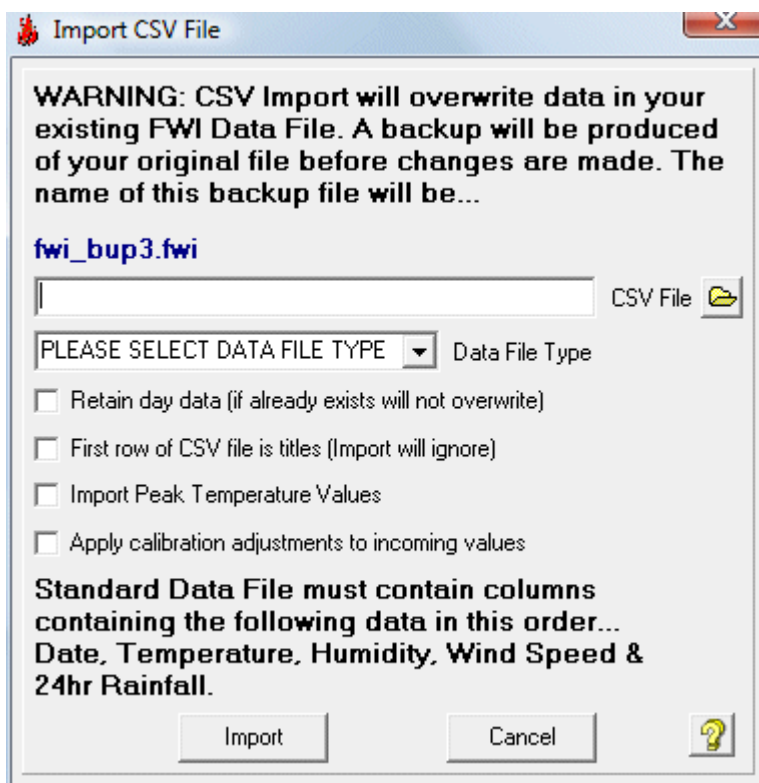 Import CSV File
WARNING: CSV Import will overwrite data in your
existing FWI Data File. A backup will be produced
of your original file before changes are made. The
name of this backup file will be...
fwi_bup3.fwi
CSV File
PLEASE SELECT DATA FILE TYPE Data File Type
Retain day data (if already exists will not overwrite)
First row of CSV file is titles (Import will ignore)
Import Peak Temperature Values
Apply calibration adjustments to incoming values
Standard Data File must contain columns
containing the following data in this order...
Date, Temperature, Humidity, Wind Speed &
24hr Rainfall.
Import Cancel